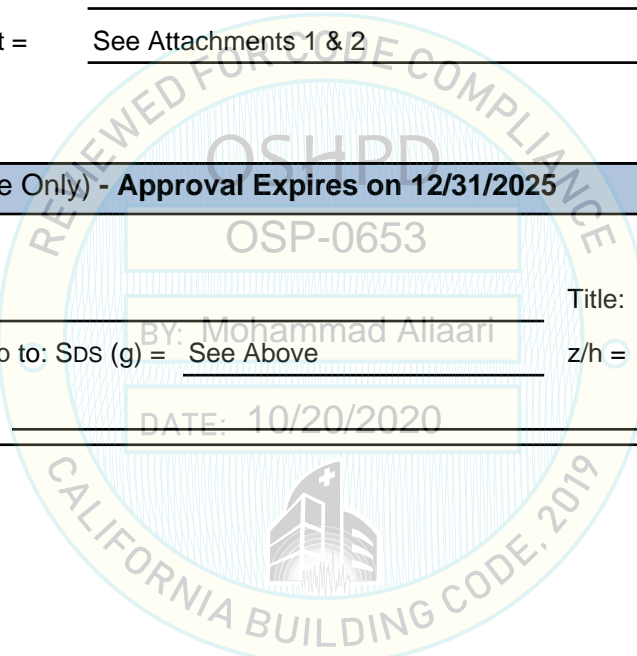 t = See Attachments 1 & 2
REVIEWED FOR CODE COMPLIANCE
OSHPD
e Only) - Approval Expires on 12/31/2025
OSP-0653
Title:
BY: Mohammad Aliaari
o to: SDS (g) = See Above z/h =
DATE: 10/20/2020
CALIFORNIA BUILDING CODE, 2019